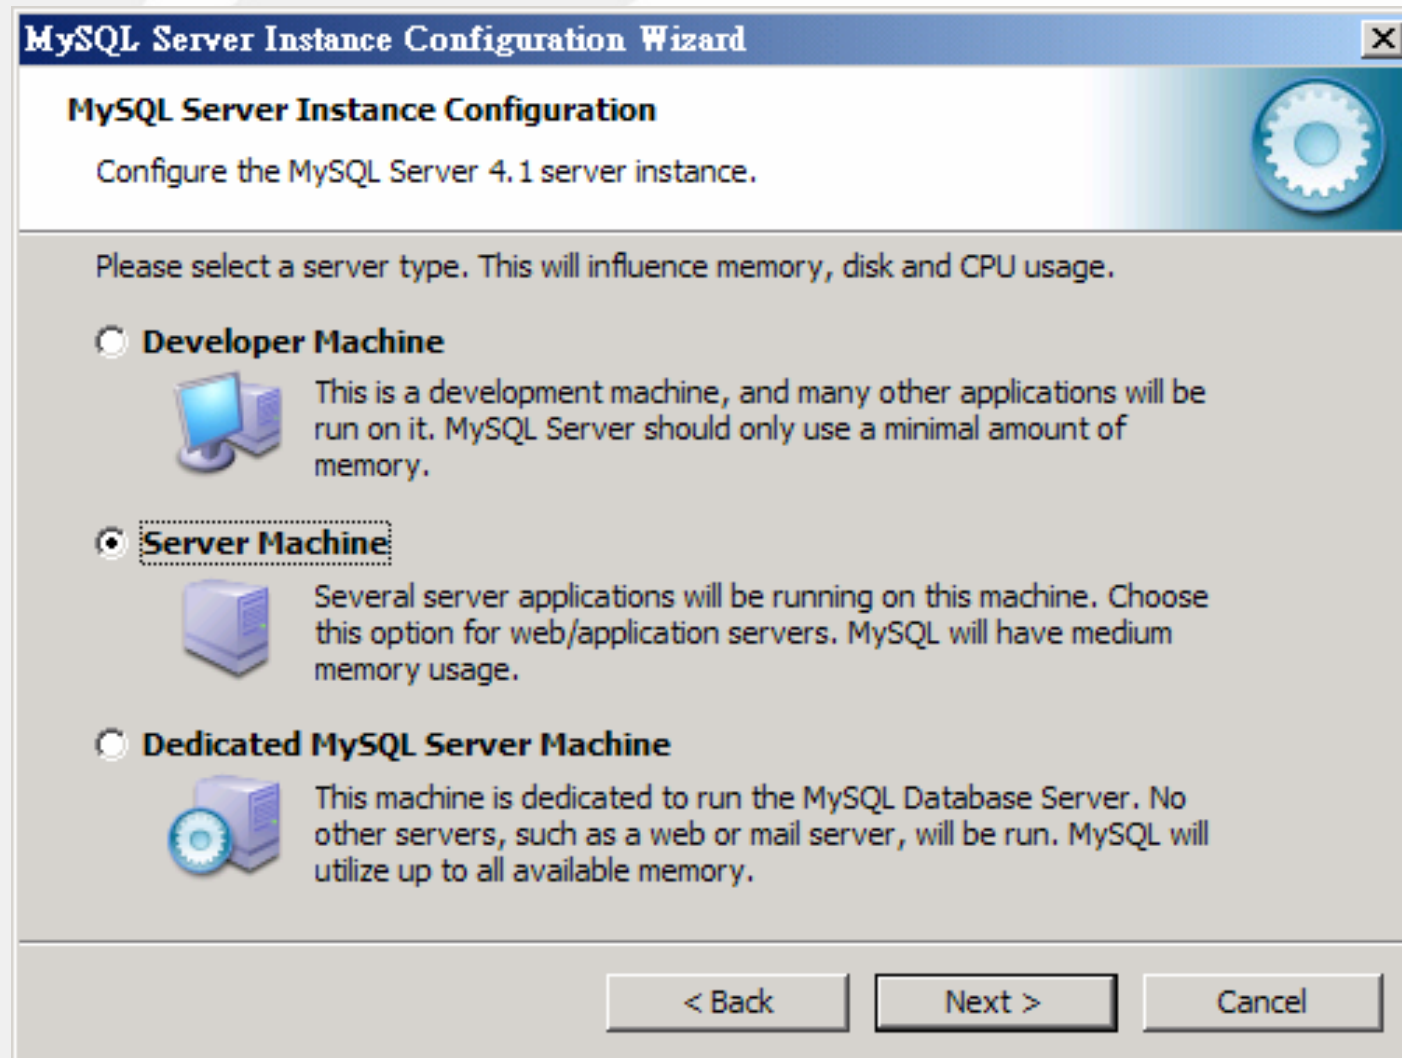 MySQL Server Instance Configuration Wizard
MySQL Server Instance Configuration
Configure the MySQL Server 4.1 server instance.
Please select a server type. This will influence memory, disk and CPU usage.
Developer Machine
This is a development machine, and many other applications will be
run on it. MySQL Server should only use a minimal amount of
memory.
Server Machine
Several server applications will be running on this machine. Choose
this option for web/application servers. MySQL will have medium
memory usage.
Dedicated MySQL Server Machine
This machine is dedicated to run the MySQL Database Server. No
other servers, such as a web or mail server, will be run. MySQL will
utilize up to all available memory.
< Back
Next >
Cancel